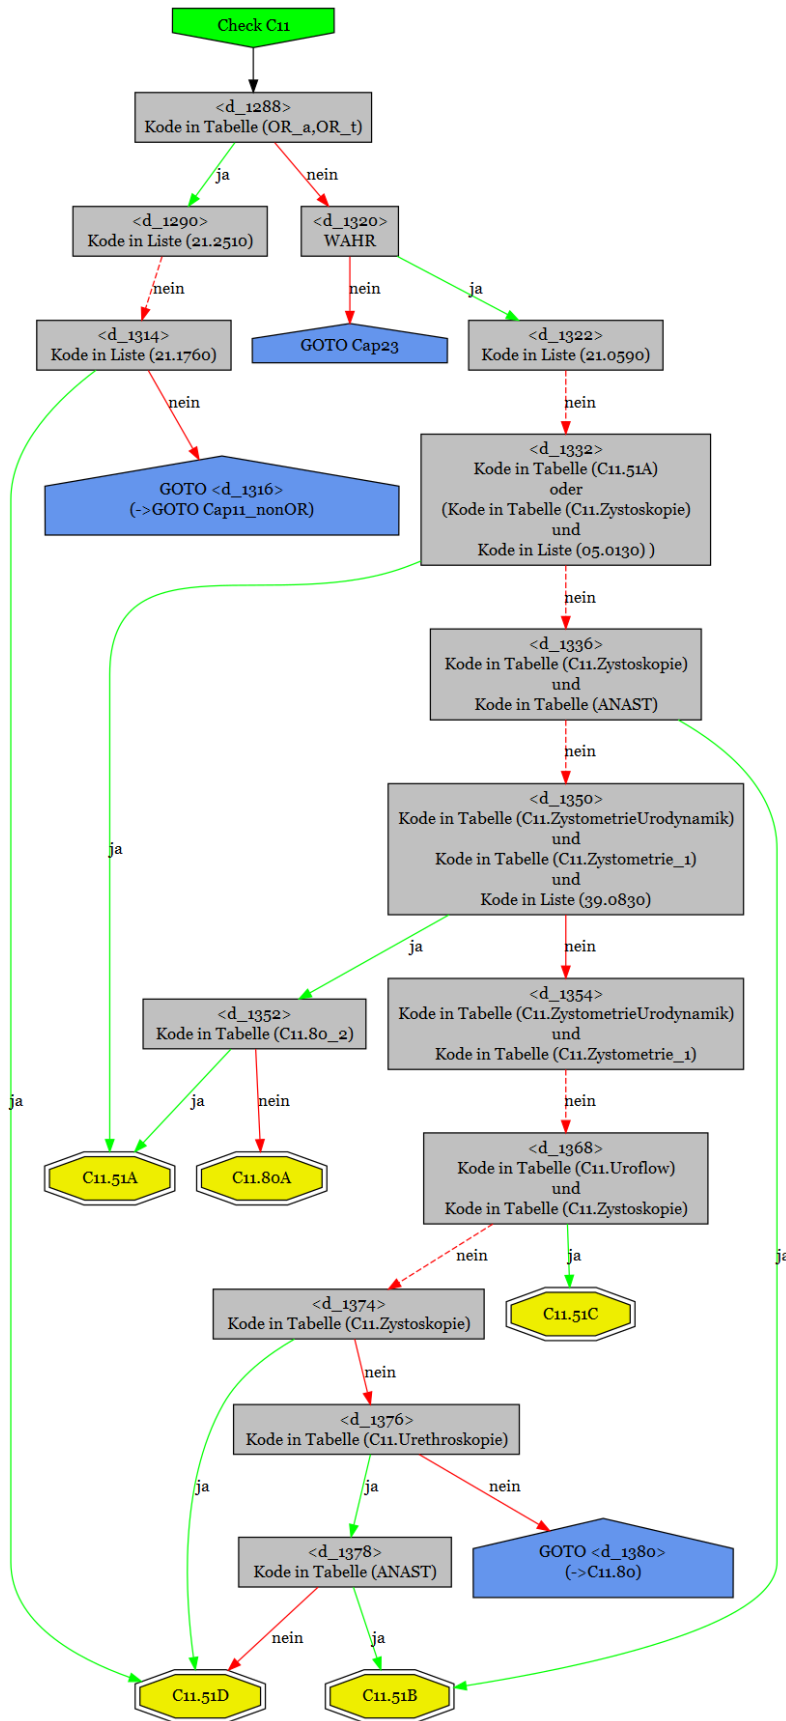 Check C11
<d_1288>
Kode in Tabelle (OR_a,OR_t)
ja
nein
<d_1290>
Kode in Liste (21.2510)
<d_1320>
WAHR
nein
nein
ja
<d_1314>
Kode in Liste (21.1760)
GOTO Cap23
<d_1322>
Kode in Liste (21.0590)
nein
nein
GOTO <d_1316>
(->GOTO Cap11_nonOR)
<d_1332>
Kode in Tabelle (C11.51A)
oder
(Kode in Tabelle (C11.Zystoskopie)
und
Kode in Liste (05.0130) )
nein
<d_1336>
Kode in Tabelle (C11.Zystoskopie)
und
Kode in Tabelle (ANAST)
nein
<d_1350>
Kode in Tabelle (C11.ZystometrieUrodynamik)
und
Kode in Tabelle (C11.Zystometrie_1)
und
Kode in Liste (39.0830)
ja
ja
nein
<d_1352>
Kode in Tabelle (C11.80_2)
<d_1354>
Kode in Tabelle (C11.ZystometrieUrodynamik)
und
Kode in Tabelle (C11.Zystometrie_1)
ja
ja
nein
nein
C11.51A
C11.80A
<d_1368>
Kode in Tabelle (C11.Uroflow)
und
Kode in Tabelle (C11.Zystoskopie)
nein
ja
ja
<d_1374>
Kode in Tabelle (C11.Zystoskopie)
C11.51C
nein
<d_1376>
Kode in Tabelle (C11.Urethroskopie)
ja
ja
nein
<d_1378>
Kode in Tabelle (ANAST)
GOTO <d_1380>
(->C11.80)
nein
ja
C11.51D
C11.51B